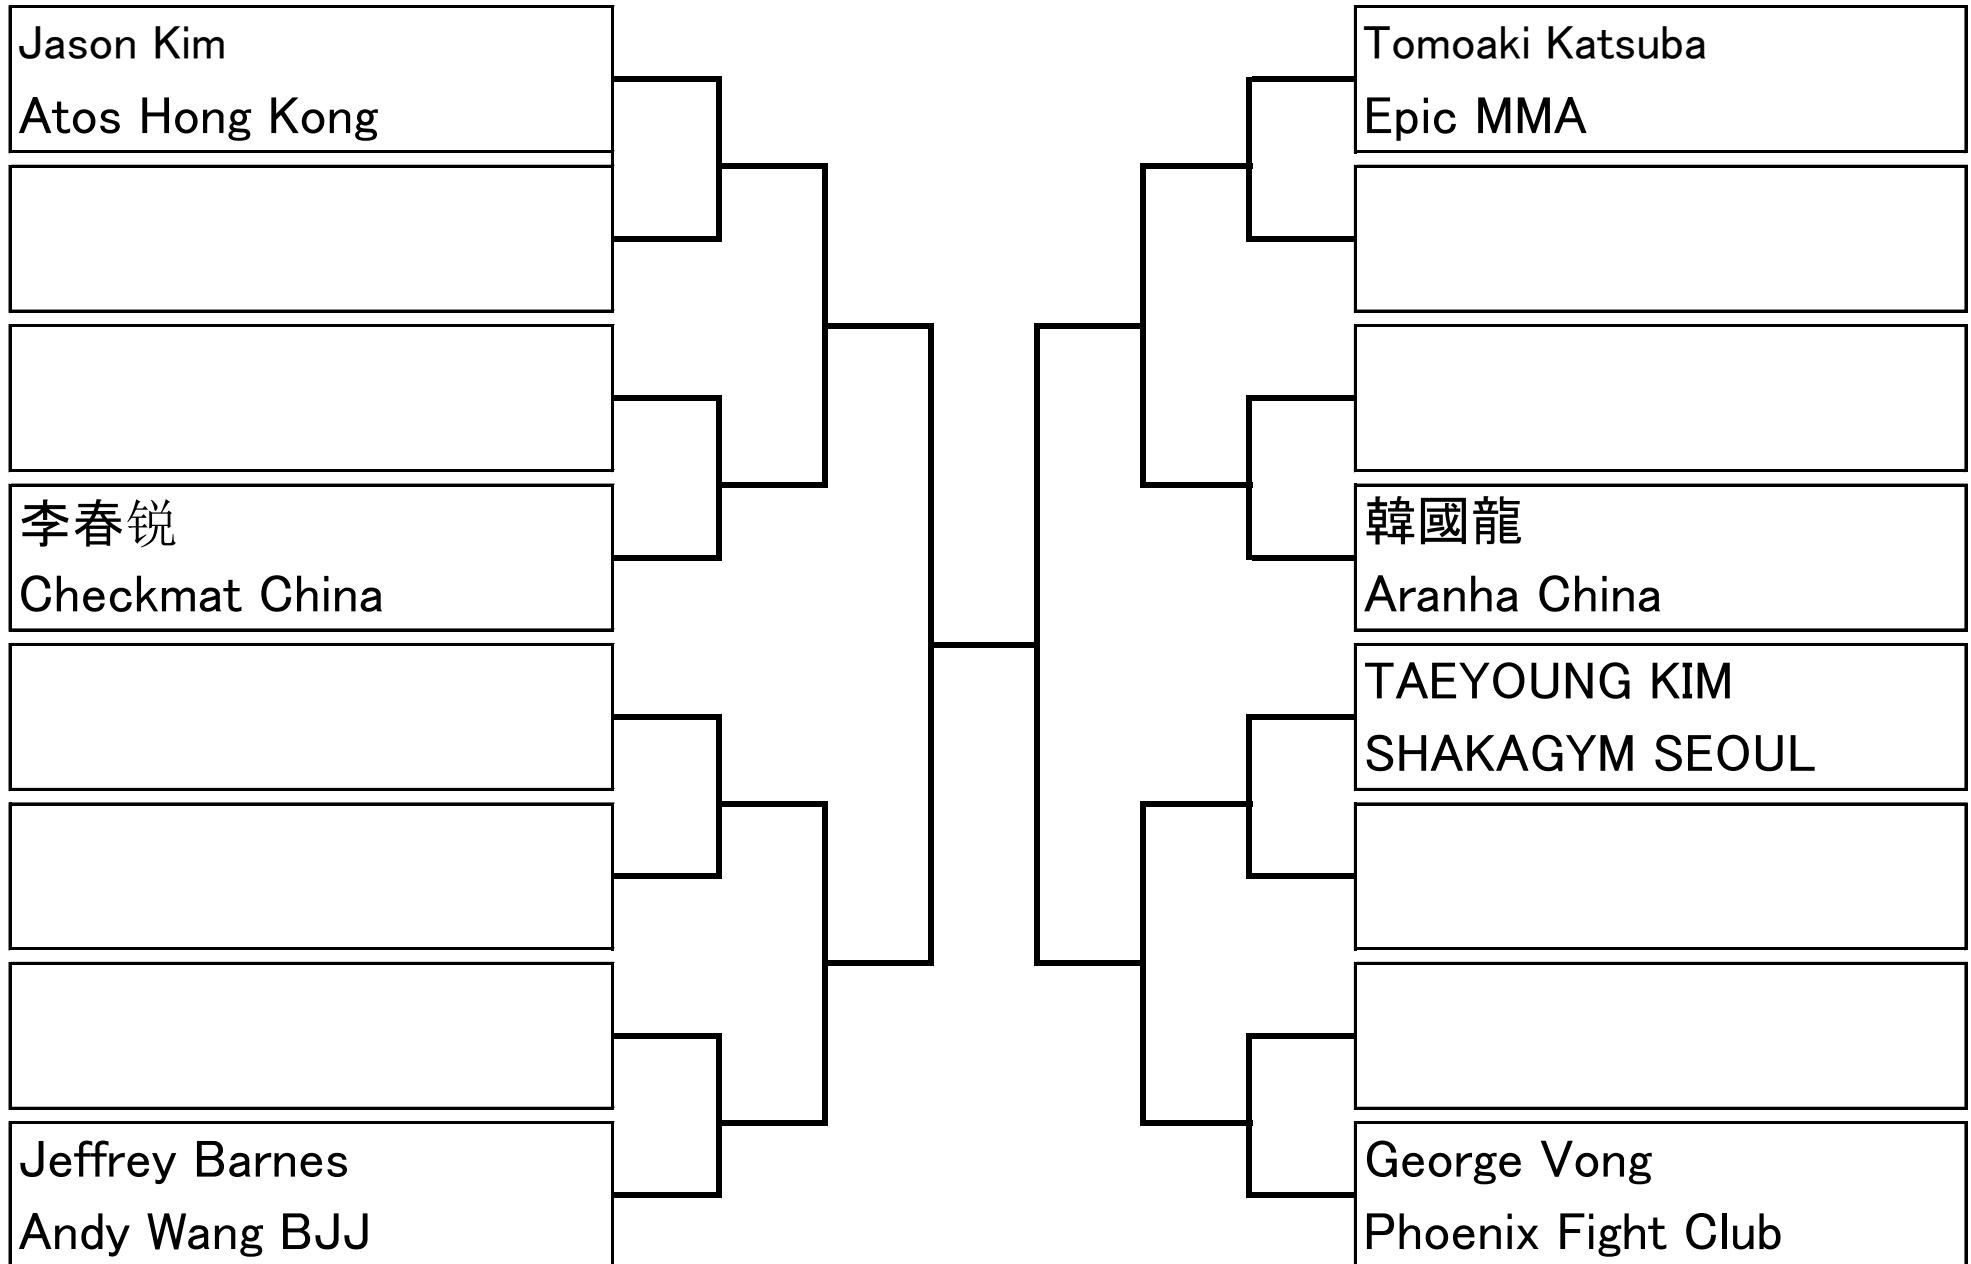 Jason Kim
Atos Hong Kong
李春锐
Checkmat China
Jeffrey Barnes
Andy Wang BJJ
Tomoaki Katsuba
Epic MMA
韓國龍
Aranha China
TAEYOUNG KIM
SHAKAGYM SEOUL
George Vong
Phoenix Fight Club